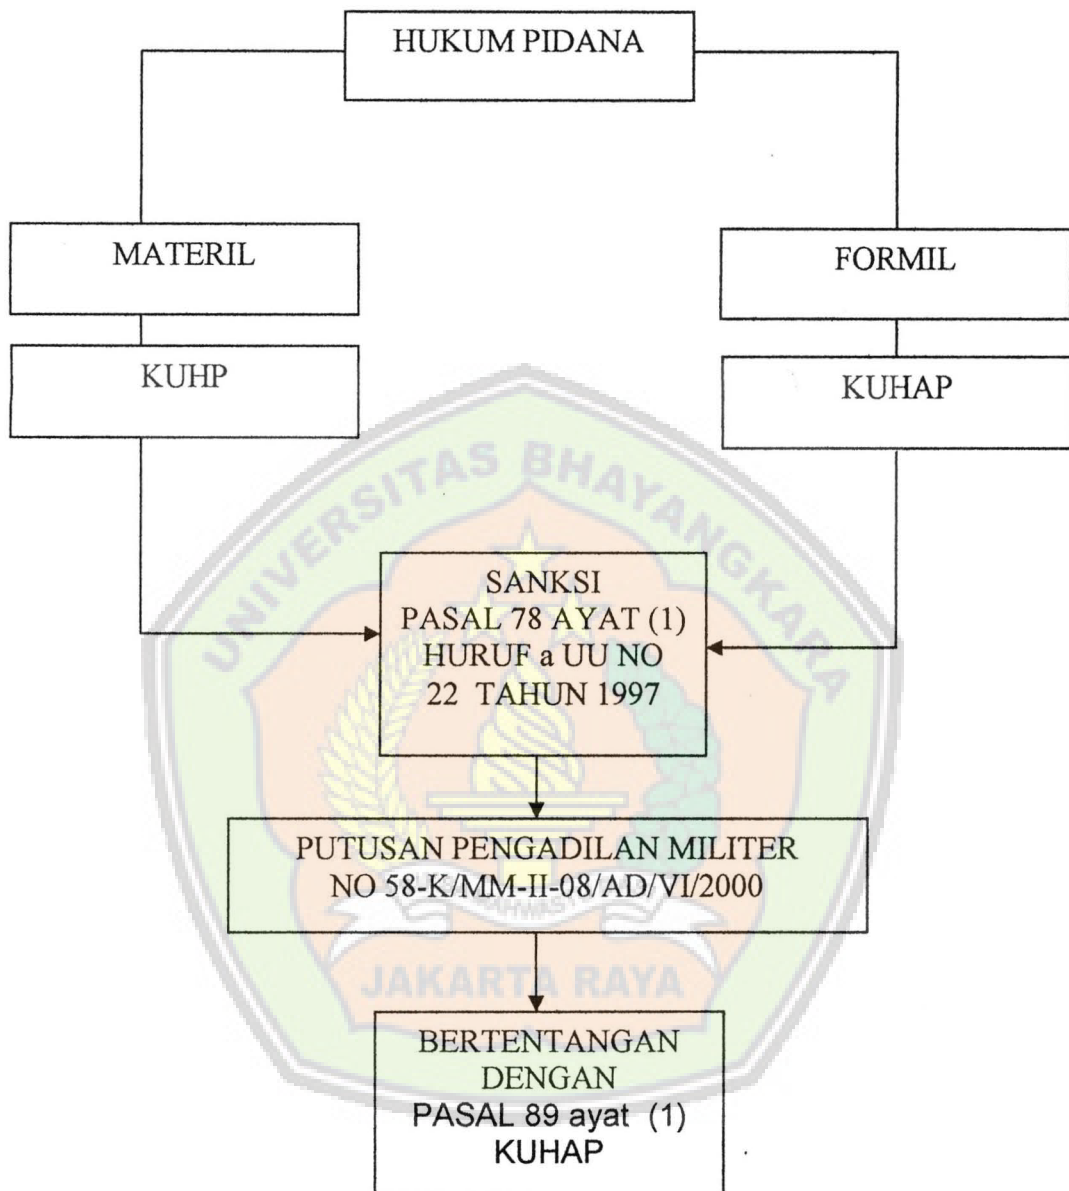 HUKUM PIDANA
MATERIL
FORMIL
KUHP
KUHAP
UNIVERSITAS BHAYANGKARA
SANKSI
PASAL 78 AYAT (1)
HURUF a UU NO
22 TAHUN 1997
PUTUSAN PENGADILAN MILITER
NO 58-K/MM-II-08/AD/VI/2000
JAKARTA RAYA
BERTENTANGAN
DENGAN
PASAL 89 ayat (1)
KUHAP